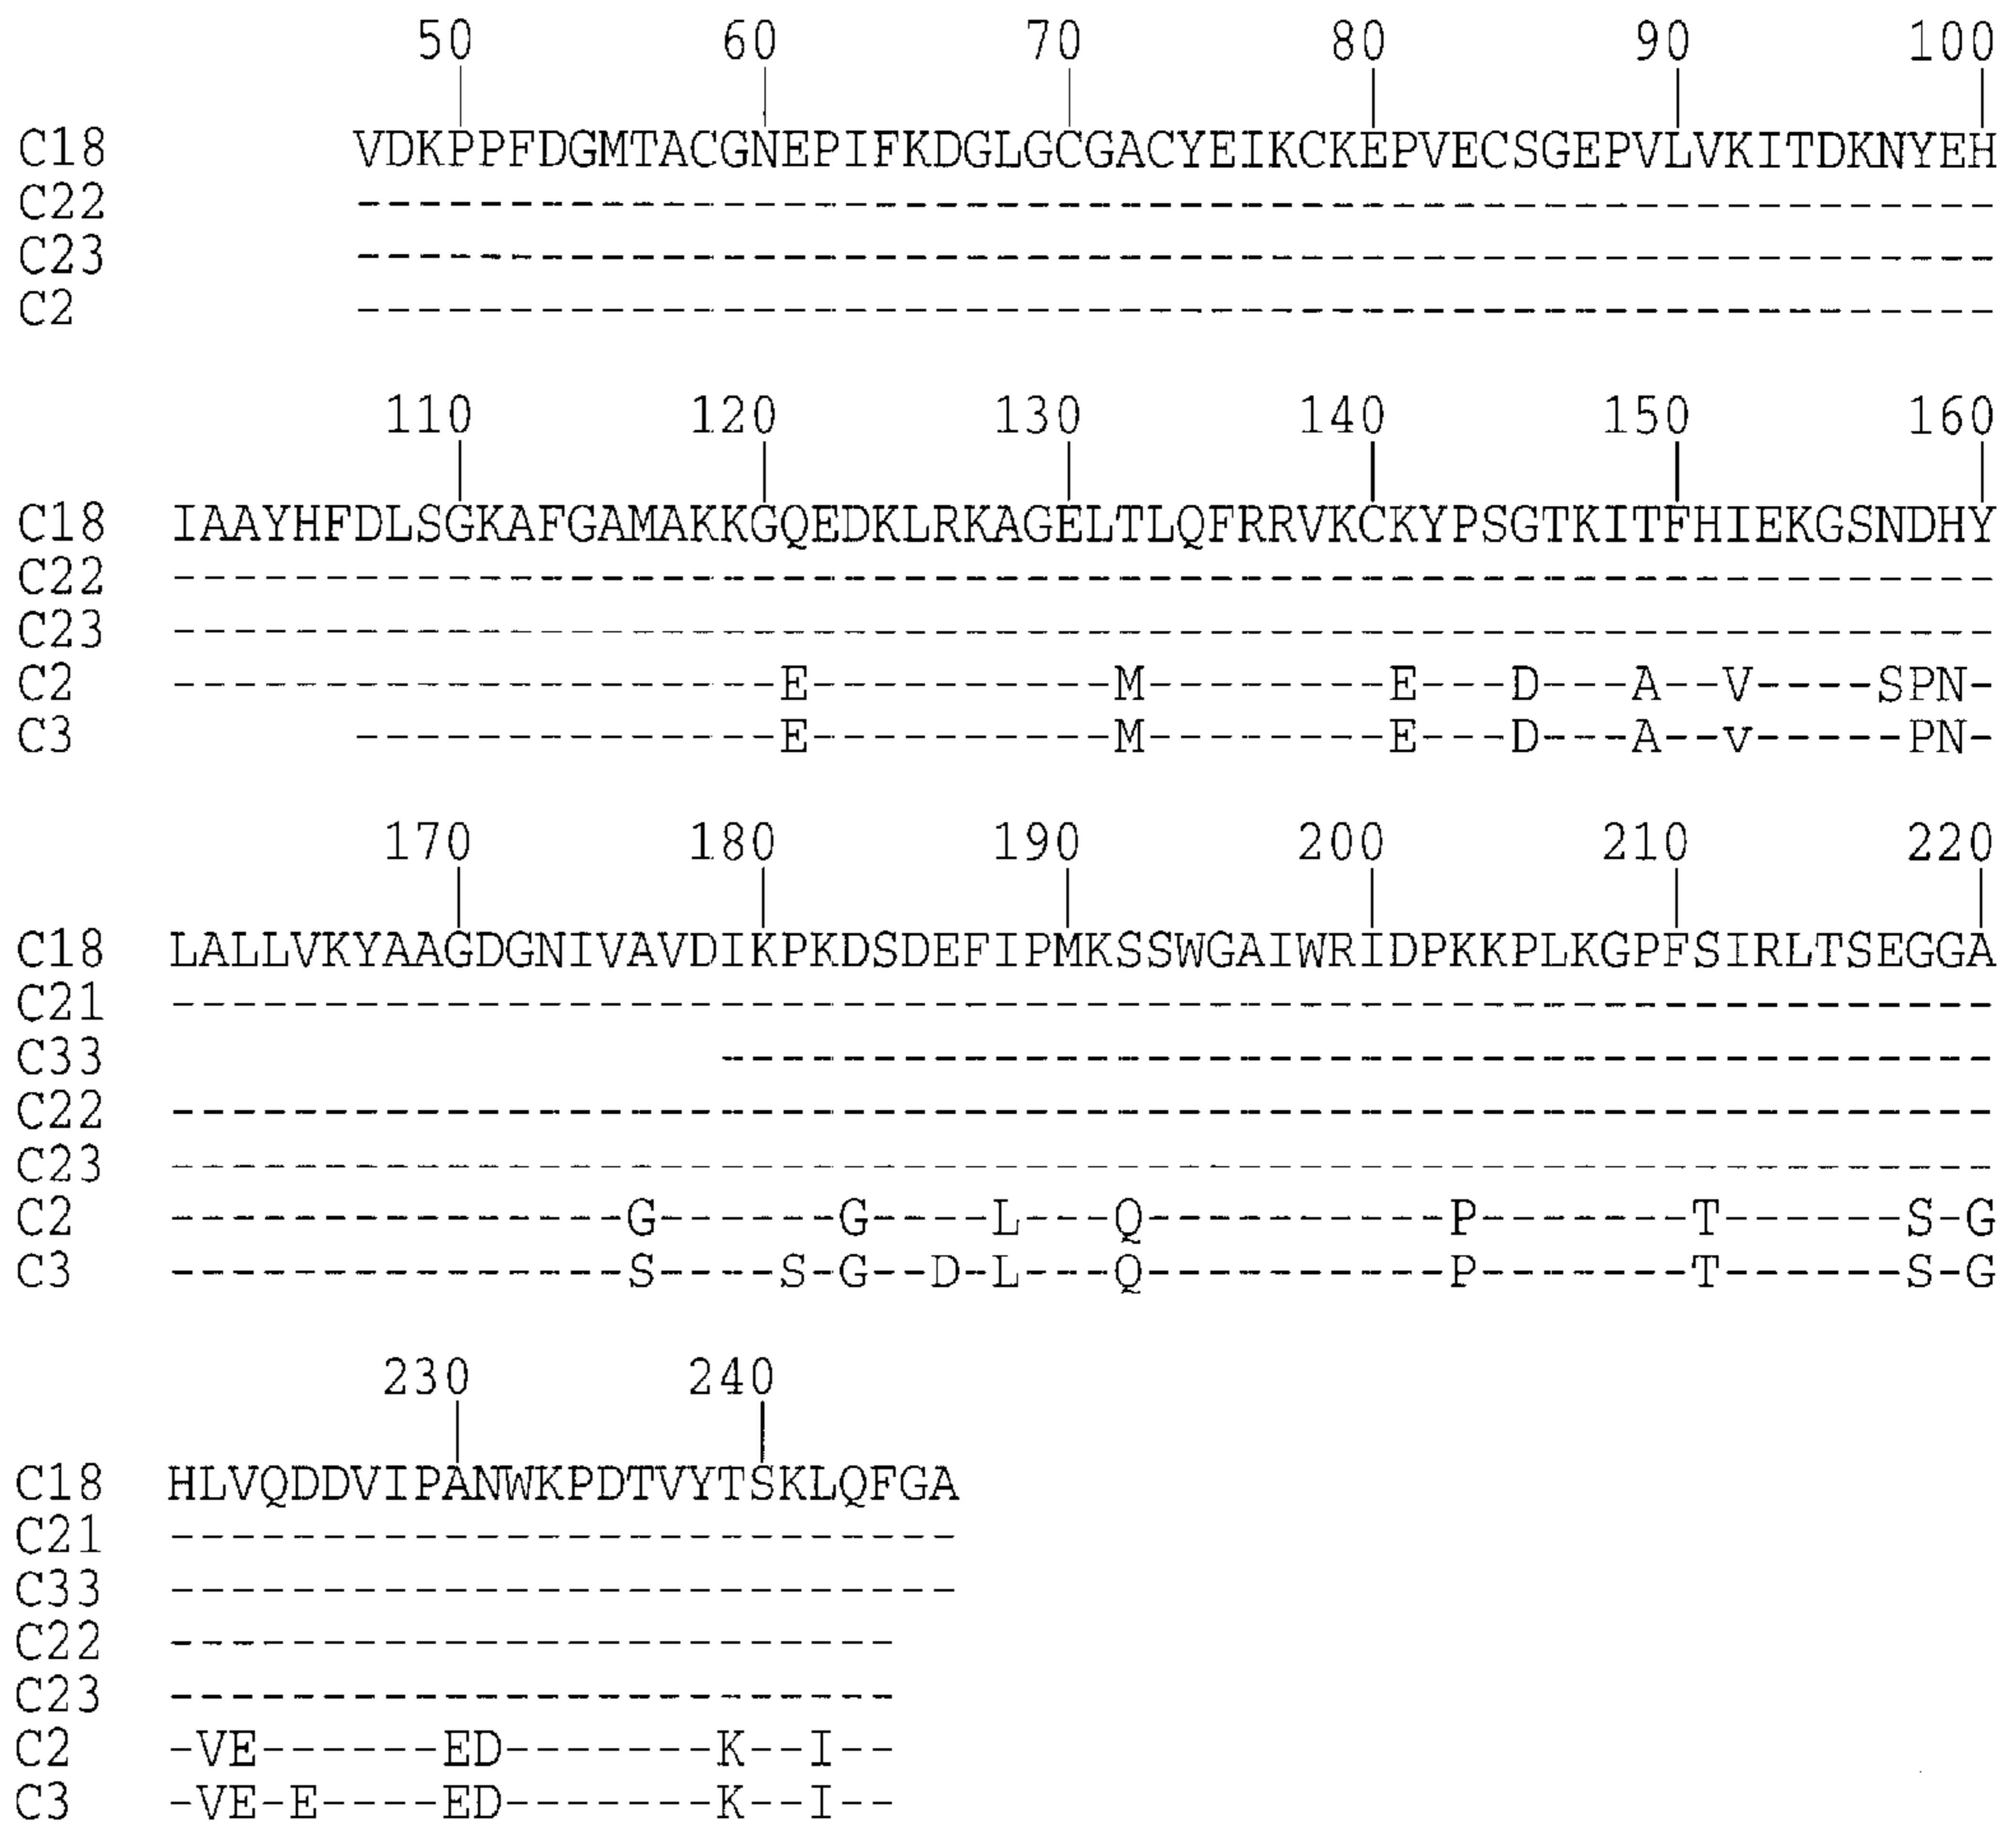 50 60 70 80 90 100
C18 VDKPPFDGMTACGNEPIFKDGLGCGACYEIKCKEPVECSGEPVLVKITDKNYEH
C22 ------------------------------------------------------
C23 ------------------------------------------------------
C2 ------------------------------------------------------
110 120 130 140 150 160
C18 IAAYHFDLSGKAFGAMAKKGQEDKLRKAGELTLQFRRVKCKYPSGTKITFHIEKGSNDHY
C22 ------------------------------------------------------------
C23 ------------------------------------------------------------
C2 --------------------E----------M--------E---D---A--V----SPN-
C3 --------------E----------M--------E---D---A--v-----PN-
170 180 190 200 210 220
C18 LALLVKYAAGDGNIVAVDIKPKDSDEFIPMKSSWGAIWRIDPKKPLKGPFSIRLTSEGGA
C21 ------------------------------------------------------------
C33 ------------------------------------------
C22 ------------------------------------------------------------
C23 ------------------------------------------------------------
C2 ---------------G------G----L---Q----------P-------T------S-G
C3 ---------------S----S-G--D-L---Q----------P-------T------S-G
230 240
C18 HLVQDDVIPANWKPDTVYTSKLQFGA
C21 --------------------------
C33 --------------------------
C22 ------------------------
C23 ------------------------
C2 -VE------ED-------K--I--
C3 -VE-E----ED-------K--I--